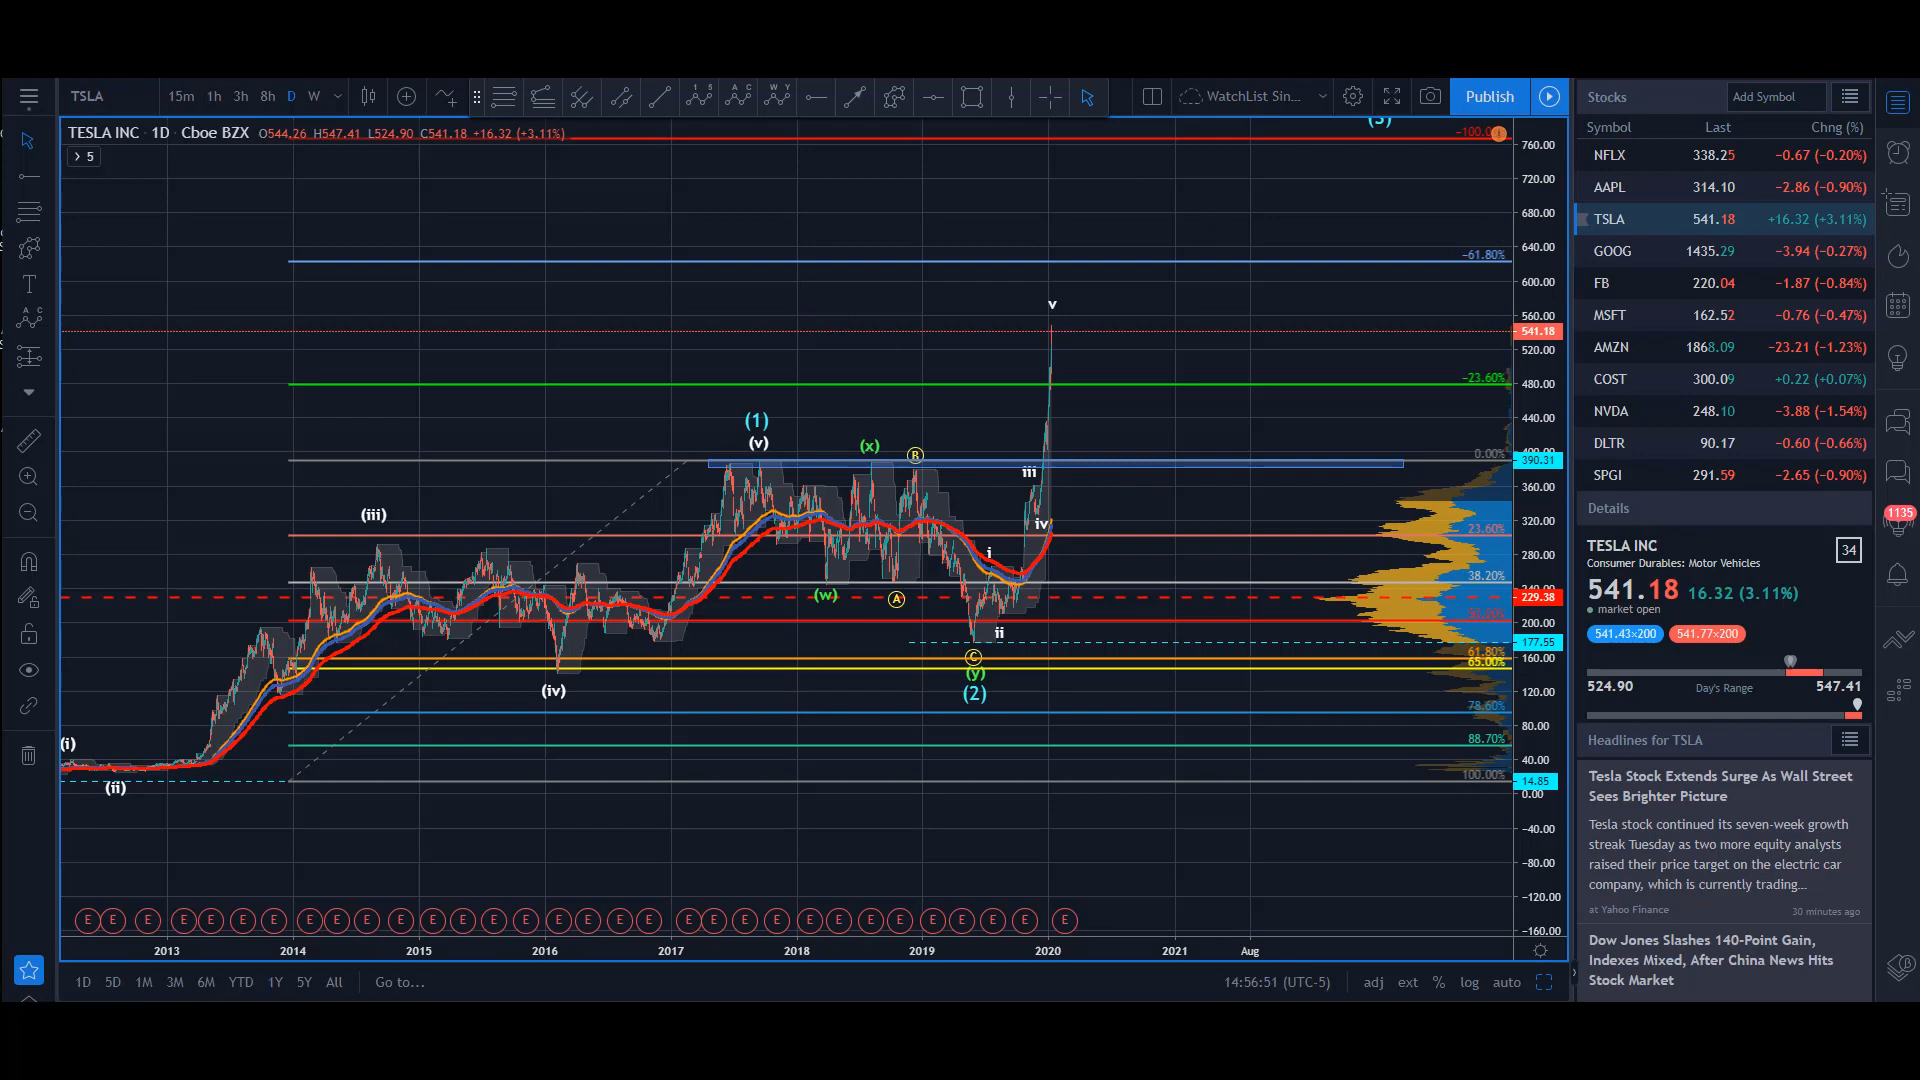 TSLA 15m 1h 3h 8h D W WatchList Sin... Publish
TESLA INC · 1D · Cboe BZX O544.26 H547.41 L524.90 C541.18 +16.32 (+3.11%)
5
(3)
-61.80%
v
-23.60%
(1)
(v)
(x)
B
0.00%
iii
(iii)
iv
23.60%
i
38.20%
(w)
A
ii
C
61.80%
65.00%
(y)
(2)
(iv)
78.60%
(i)
88.70%
(ii)
100.00%
760.00
720.00
680.00
640.00
600.00
560.00
541.18
520.00
480.00
440.00
390.31
360.00
320.00
280.00
229.38
200.00
177.55
160.00
120.00
80.00
40.00
14.85
0.00
-40.00
-80.00
-120.00
-160.00
E E E E E E E E E E E E E E E E E E E E E E E E E E E E E E E E
2013 2014 2015 2016 2017 2018 2019 2020 2021 Aug
1D 5D 1M 3M 6M YTD 1Y 5Y All Go to...
14:56:51 (UTC-5) adj ext % log auto
Stocks Add Symbol
Symbol Last Chng (%)
NFLX 338.25 -0.67 (-0.20%)
AAPL 314.10 -2.86 (-0.90%)
TSLA 541.18 +16.32 (+3.11%)
GOOG 1435.29 -3.94 (-0.27%)
FB 220.04 -1.87 (-0.84%)
MSFT 162.52 -0.76 (-0.47%)
AMZN 1868.09 -23.21 (-1.23%)
COST 300.09 +0.22 (+0.07%)
NVDA 248.10 -3.88 (-1.54%)
DLTR 90.17 -0.60 (-0.66%)
SPGI 291.59 -2.65 (-0.90%)
Details
TESLA INC 34
Consumer Durables: Motor Vehicles
541.18 16.32 (3.11%)
market open
541.43×200 541.77×200
524.90 Day's Range 547.41
Headlines for TSLA
Tesla Stock Extends Surge As Wall Street
Sees Brighter Picture
Tesla stock continued its seven-week growth
streak Tuesday as two more equity analysts
raised their price target on the electric car
company, which is currently trading...
at Yahoo Finance 30 minutes ago
Dow Jones Slashes 140-Point Gain,
Indexes Mixed, After China News Hits
Stock Market
1135